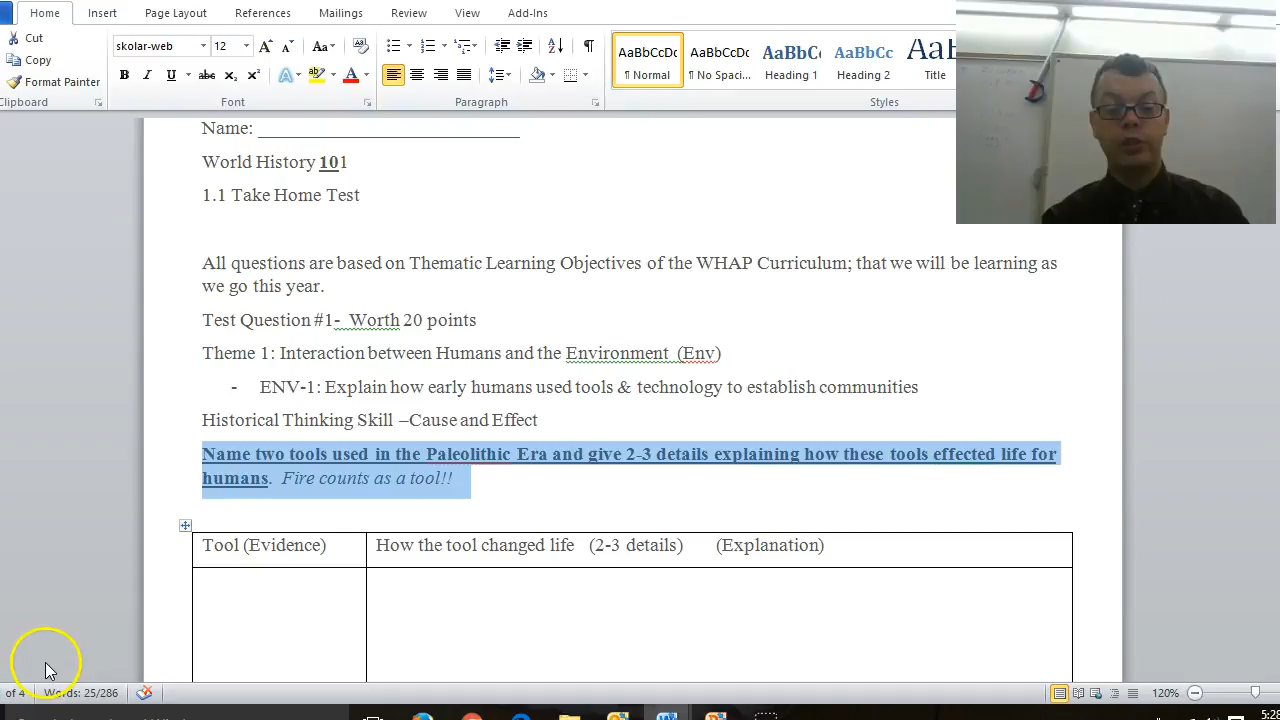 Home Insert Page Layout References Mailings Review View Add-Ins
Cut
Copy
Format Painter
Clipboard
skolar-web 12
Font
Paragraph
AaBbCcDc AaBbCcDc AaBbC AaBbCc
¶ Normal ¶ No Spaci... Heading 1 Heading 2 Title
Styles
Name:
World History 101
1.1 Take Home Test
All questions are based on Thematic Learning Objectives of the WHAP Curriculum; that we will be learning as
we go this year.
Test Question #1- Worth 20 points
Theme 1: Interaction between Humans and the Environment (Env)
- ENV-1: Explain how early humans used tools & technology to establish communities
Historical Thinking Skill –Cause and Effect
Name two tools used in the Paleolithic Era and give 2-3 details explaining how these tools effected life for
humans. Fire counts as a tool!!
Tool (Evidence) How the tool changed life (2-3 details) (Explanation)
of 4 Words: 25/286 120%
5:28